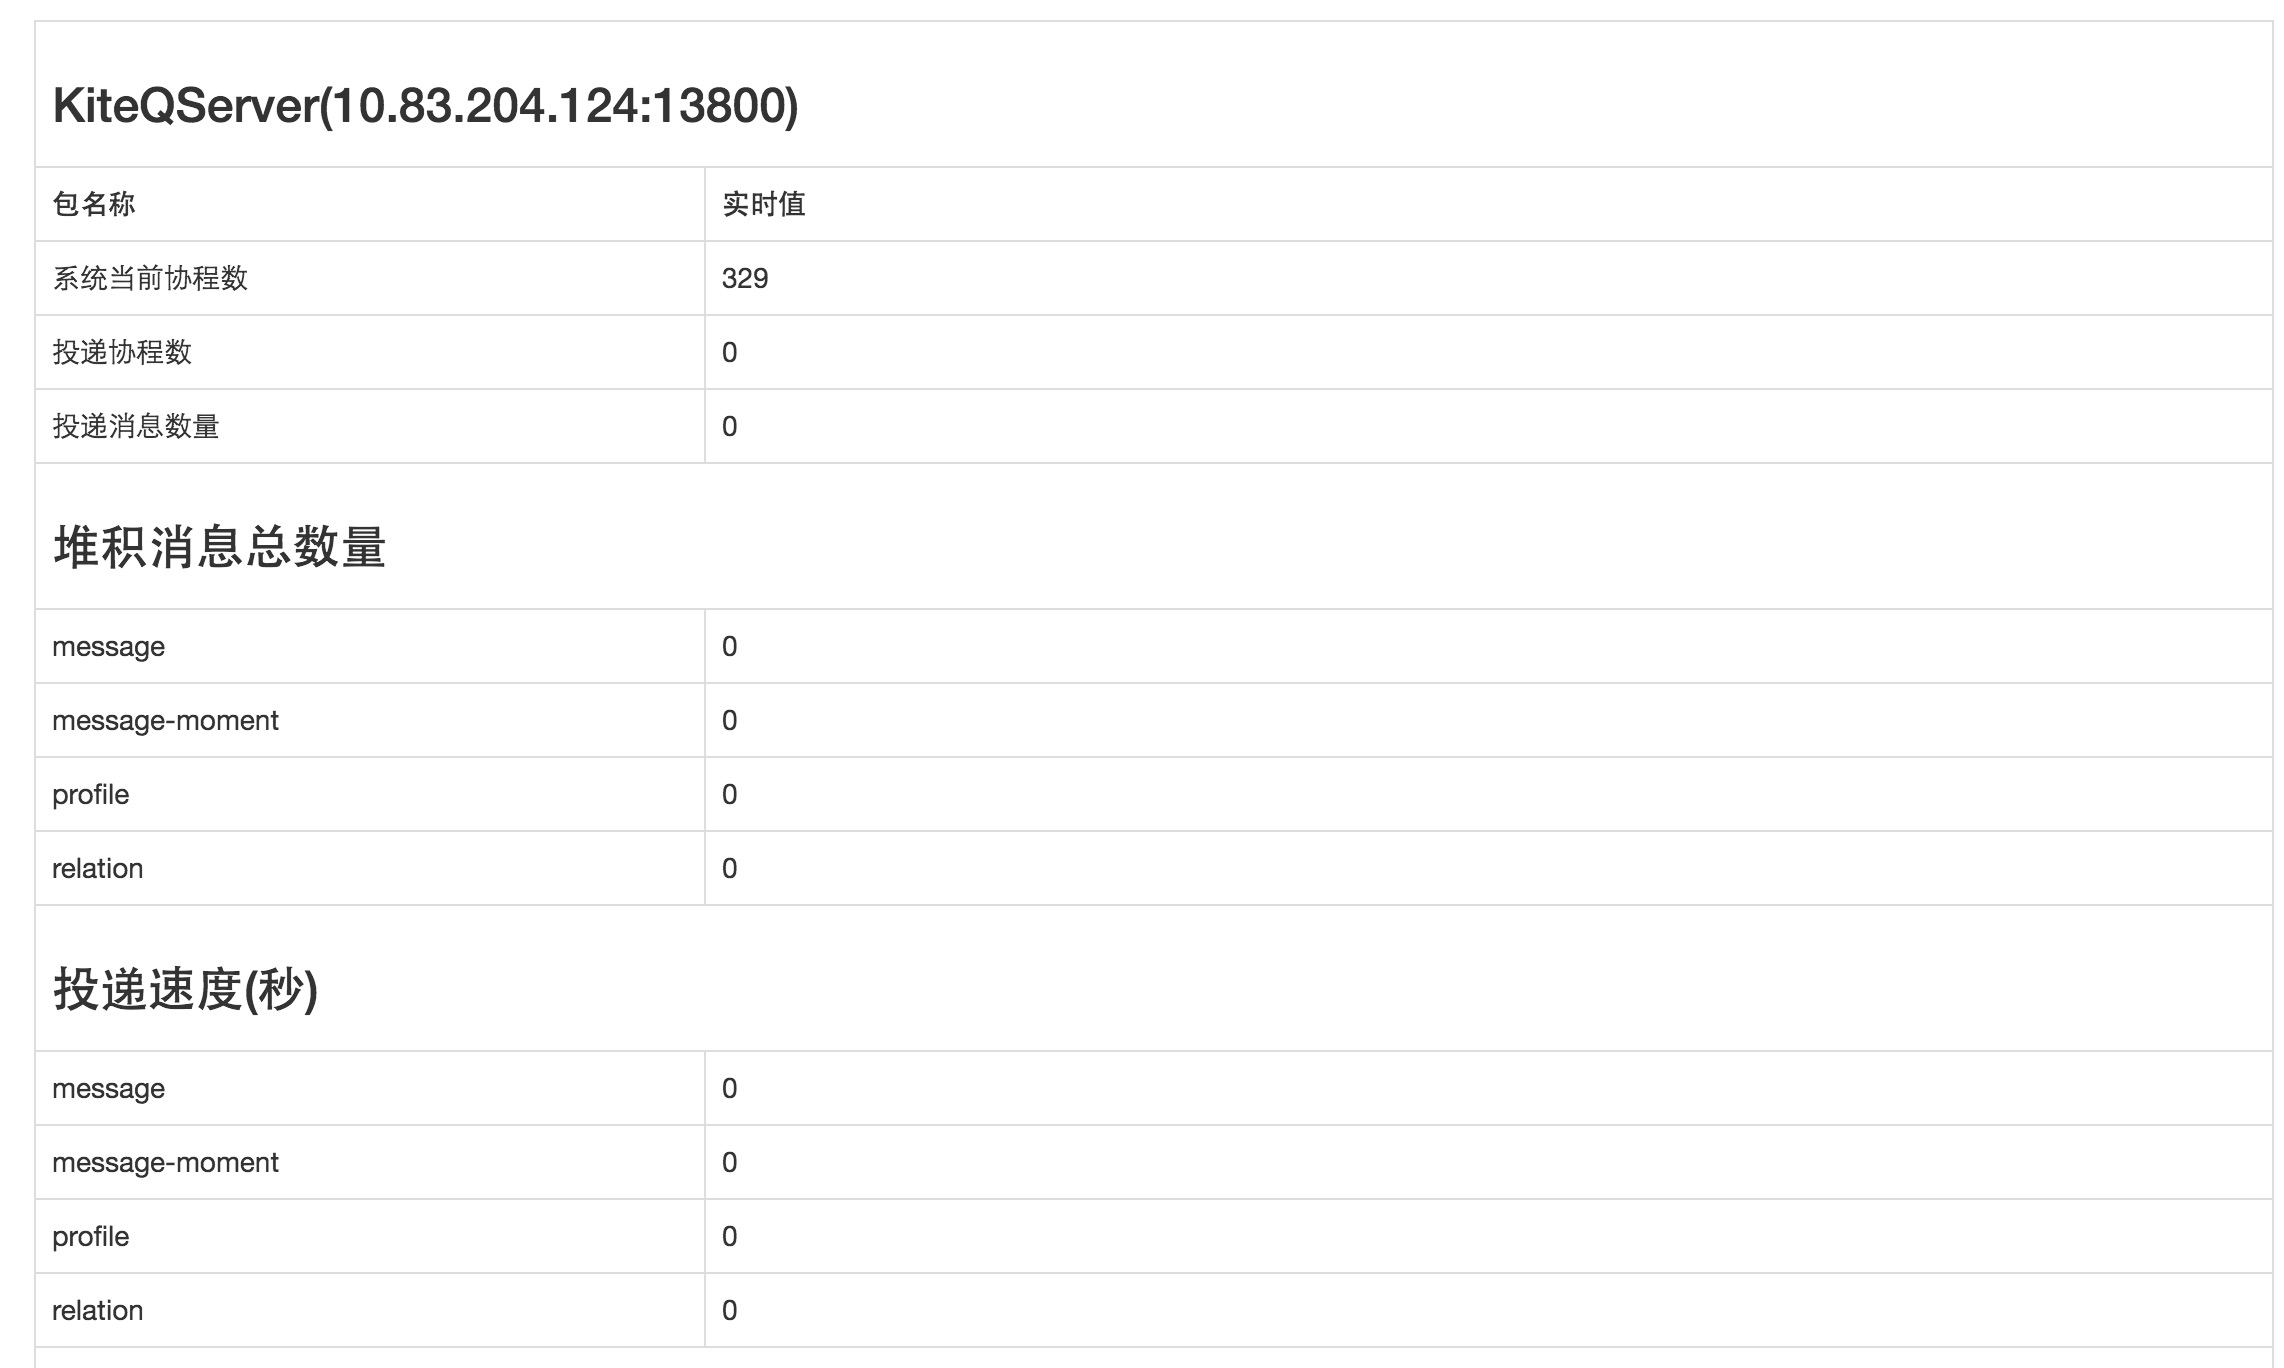 KiteQServer(10.83.204.124:13800)
包名称 实时值
系统当前协程数 329
投递协程数 0
投递消息数量 0
堆积消息总数量
message 0
message-moment 0
profile 0
relation 0
投递速度(秒)
message 0
message-moment 0
profile 0
relation 0